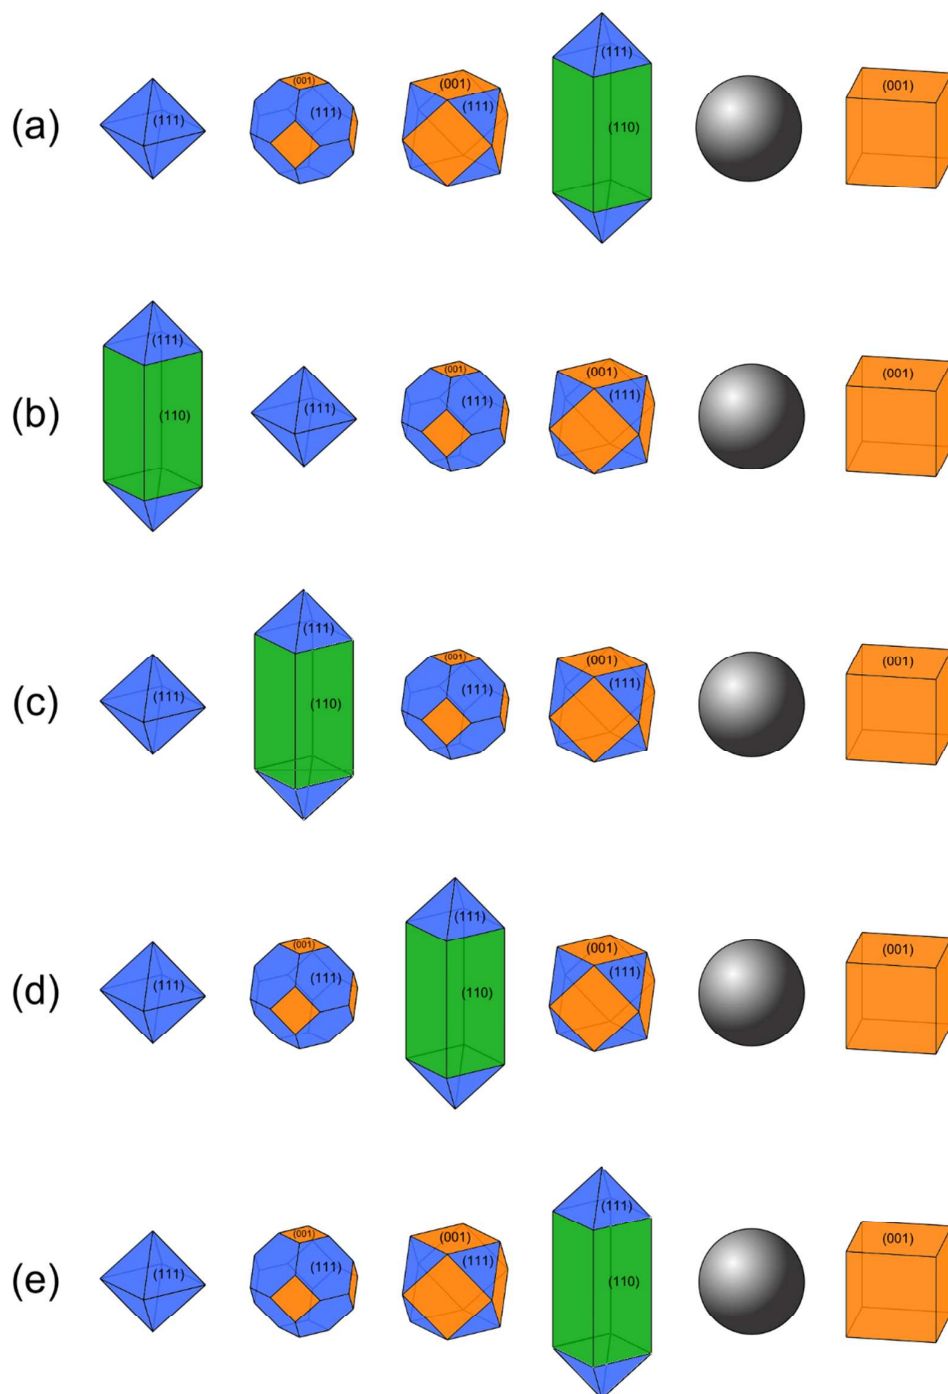 (a) (111) (001) (111) (001) (111) (111) (110) (001)
(b) (111) (110) (111) (001) (111) (001) (111) (001)
(c) (111) (111) (110) (001) (111) (001) (111) (001)
(d) (111) (001) (111) (111) (110) (001) (111) (001)
(e) (111) (001) (111) (001) (111) (111) (110) (001)